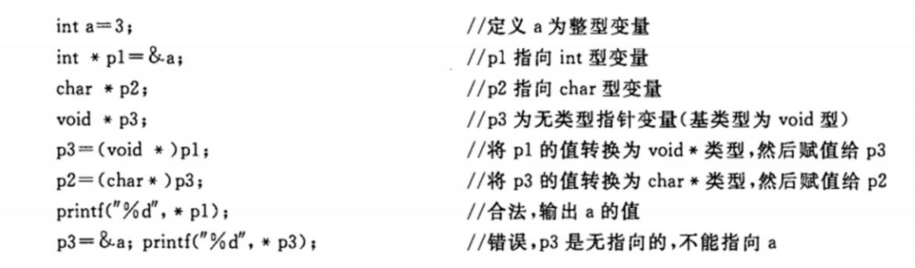 int a=3; //定义 a 为整型变量
int * p1=&a; //p1 指向 int 型变量
char * p2; //p2 指向 char 型变量
void * p3; //p3 为无类型指针变量(基类型为 void 型)
p3=(void *)p1; //将 p1 的值转换为 void * 类型,然后赋值给 p3
p2=(char*)p3; //将 p3 的值转换为 char * 类型,然后赋值给 p2
printf("%d", * p1); //合法,输出 a 的值
p3=&a; printf("%d", * p3); //错误,p3 是无指向的,不能指向 a